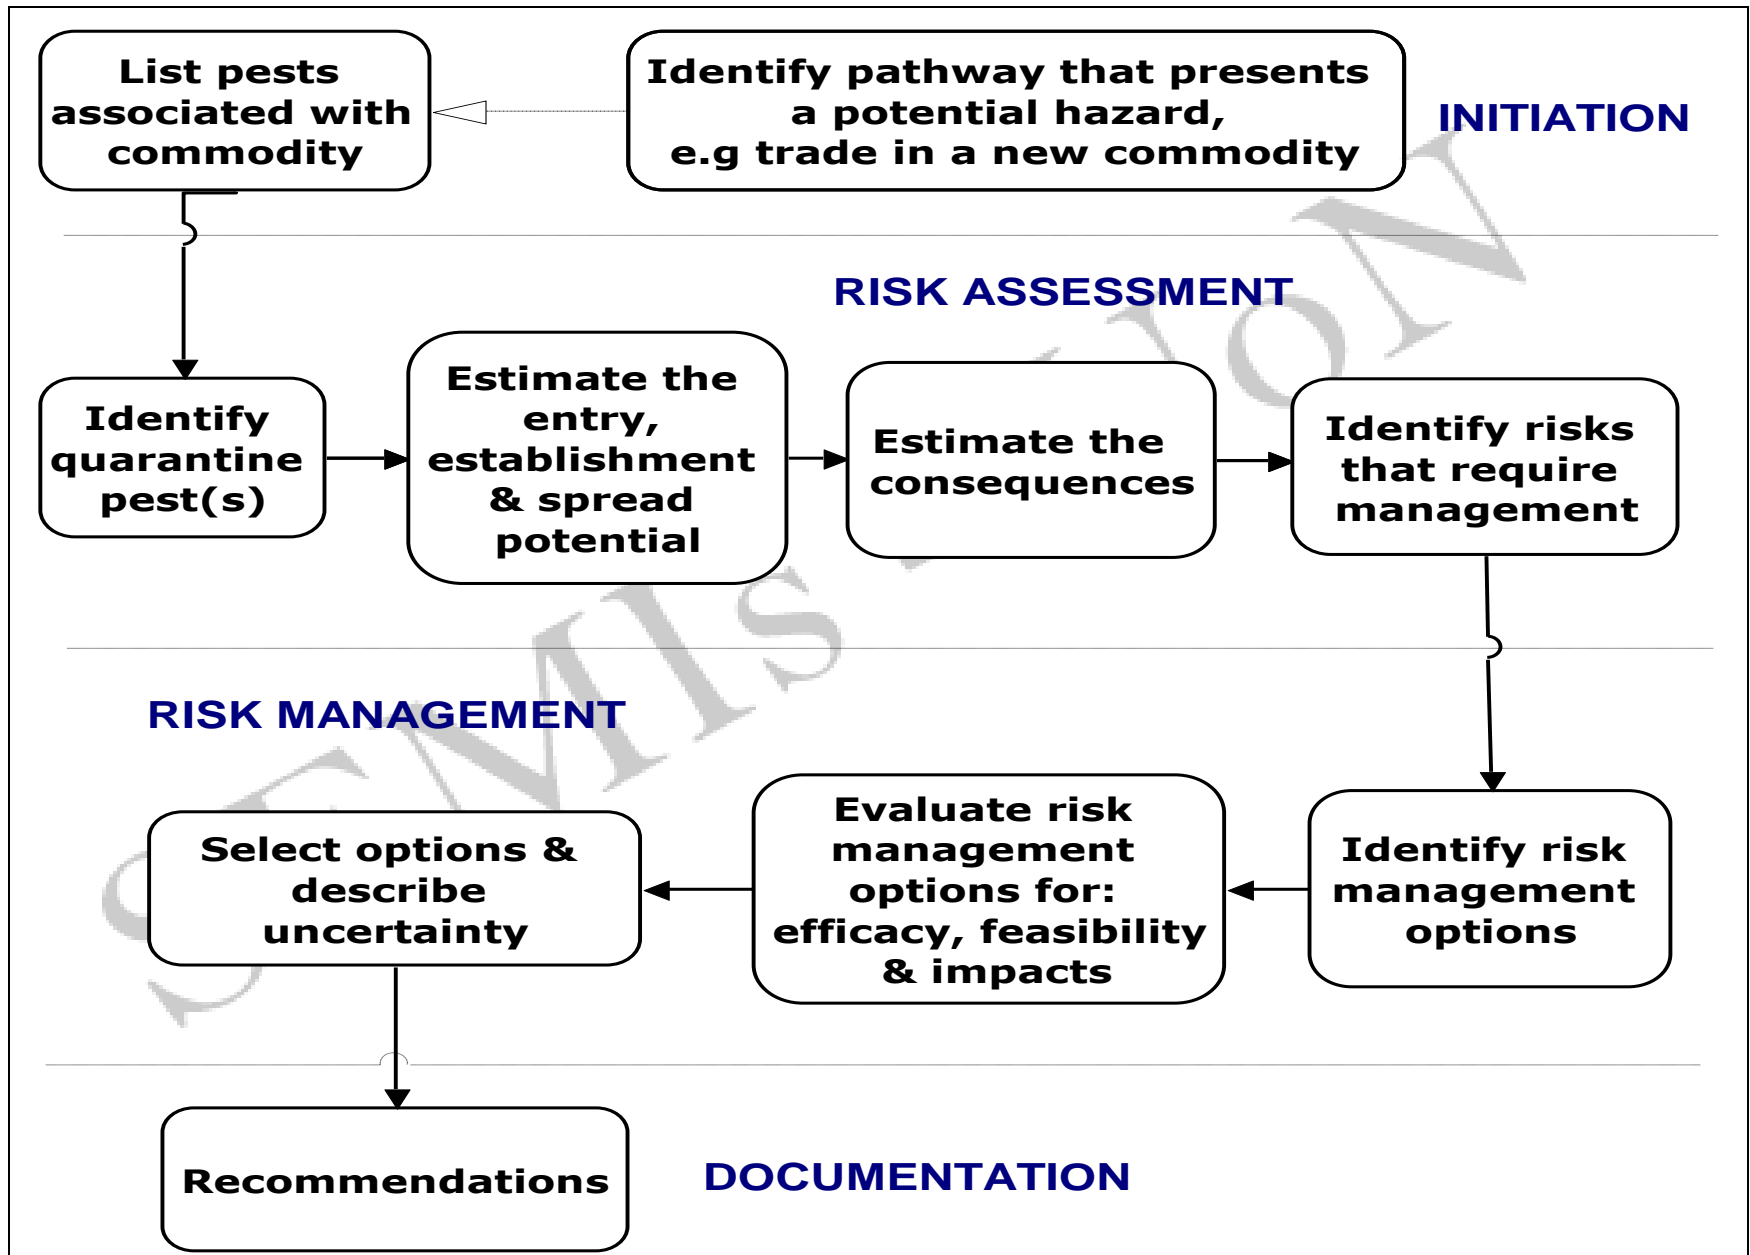 List pests
associated with
commodity
Identify pathway that presents
a potential hazard,
e.g trade in a new commodity
INITIATION
RISK ASSESSMENT
Identify
quarantine
pest(s)
Estimate the
entry,
establishment
& spread
potential
Estimate the
consequences
Identify risks
that require
management
RISK MANAGEMENT
Select options &
describe
uncertainty
Evaluate risk
management
options for:
efficacy, feasibility
& impacts
Identify risk
management
options
Recommendations
DOCUMENTATION